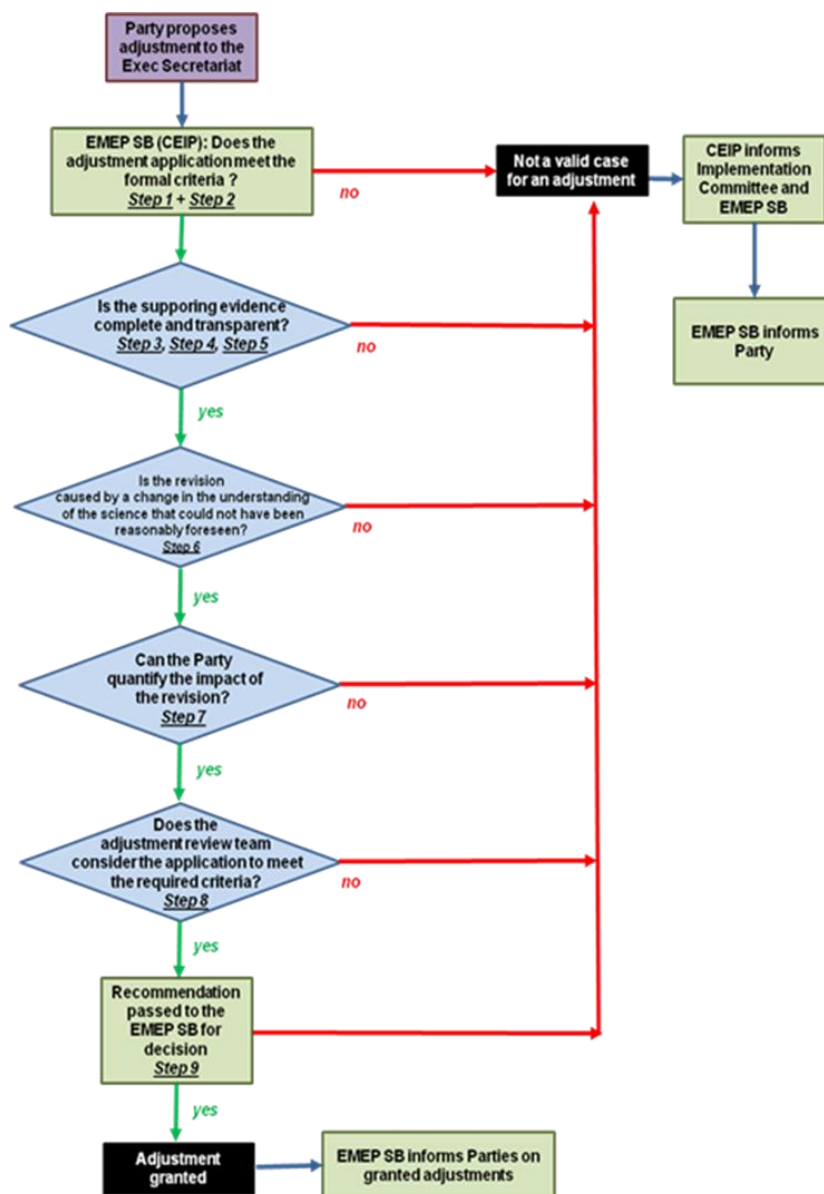 Party proposes
adjustment to the
Exec Secretariat
EMEP SB (CEIP): Does the
adjustment application meet the
formal criteria ?
Step 1 + Step 2
no
Not a valid case
for an adjustment
CEIP informs
Implementation
Committee and
EMEP SB
EMEP SB informs
Party
Is the supporing evidence
complete and transparent?
Step 3, Step 4, Step 5
no
yes
Is the revision
caused by a change in the understanding
of the science that could not have been
reasonably foreseen?
Step 6
no
yes
Can the Party
quantify the impact of
the revision?
Step 7
no
yes
Does the
adjustment review team
consider the application to meet
the required criteria?
Step 8
no
yes
Recommendation
passed to the
EMEP SB for
decision
Step 9
yes
Adjustment
granted
EMEP SB informs Parties on
granted adjustments